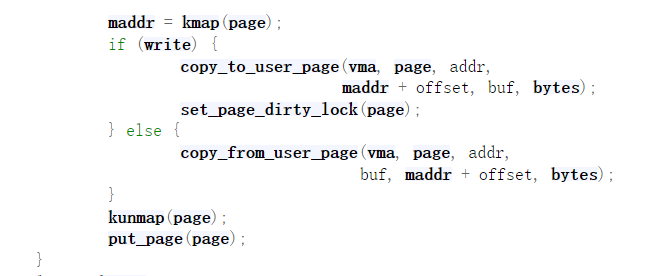 maddr = kmap(page);
if (write) {
copy_to_user_page(vma, page, addr,
maddr + offset, buf, bytes);
set_page_dirty_lock(page);
} else {
copy_from_user_page(vma, page, addr,
buf, maddr + offset, bytes);
}
kunmap(page);
put_page(page);
}